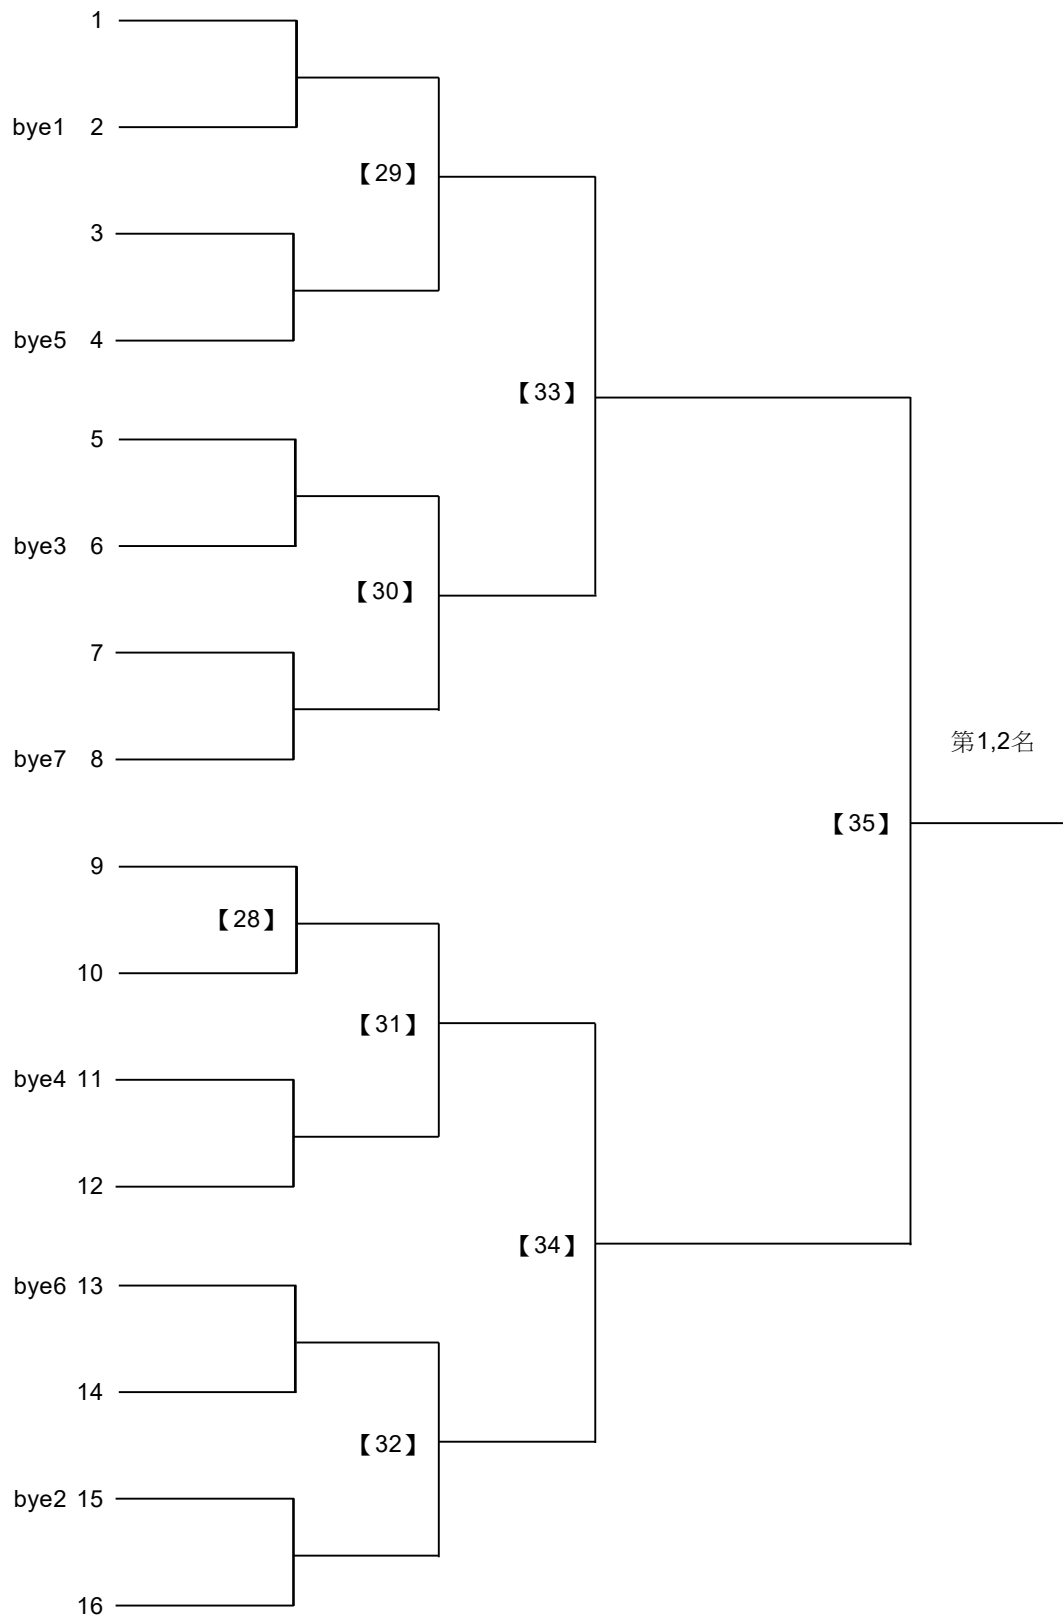 1
bye1 2
【29】
3
bye5 4
【33】
5
bye3 6
【30】
7
第1,2名
bye7 8
【35】
9
【28】
10
【31】
bye4 11
12
【34】
bye6 13
14
【32】
bye2 15
16